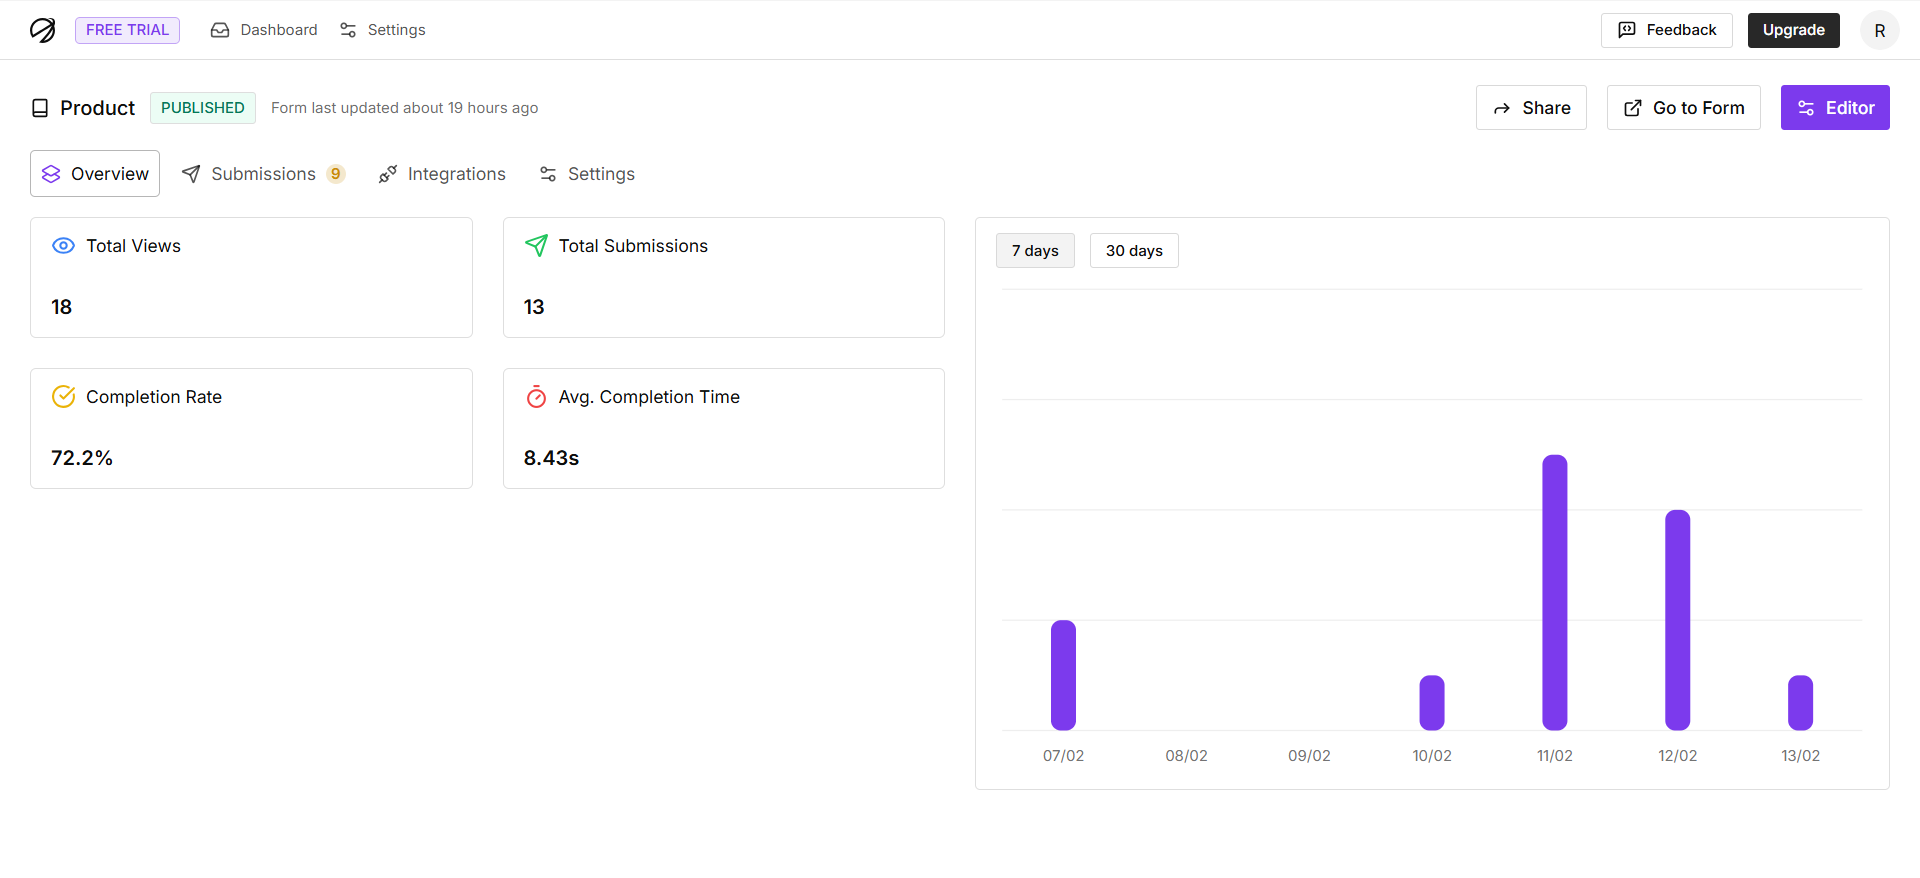 FREE TRIAL Dashboard Settings Feedback Upgrade R
Product PUBLISHED Form last updated about 19 hours ago Share Go to Form Editor
Overview Submissions 9 Integrations Settings
Total Views
18
Total Submissions
13
Completion Rate
72.2%
Avg. Completion Time
8.43s
7 days 30 days
07/02 08/02 09/02 10/02 11/02 12/02 13/02